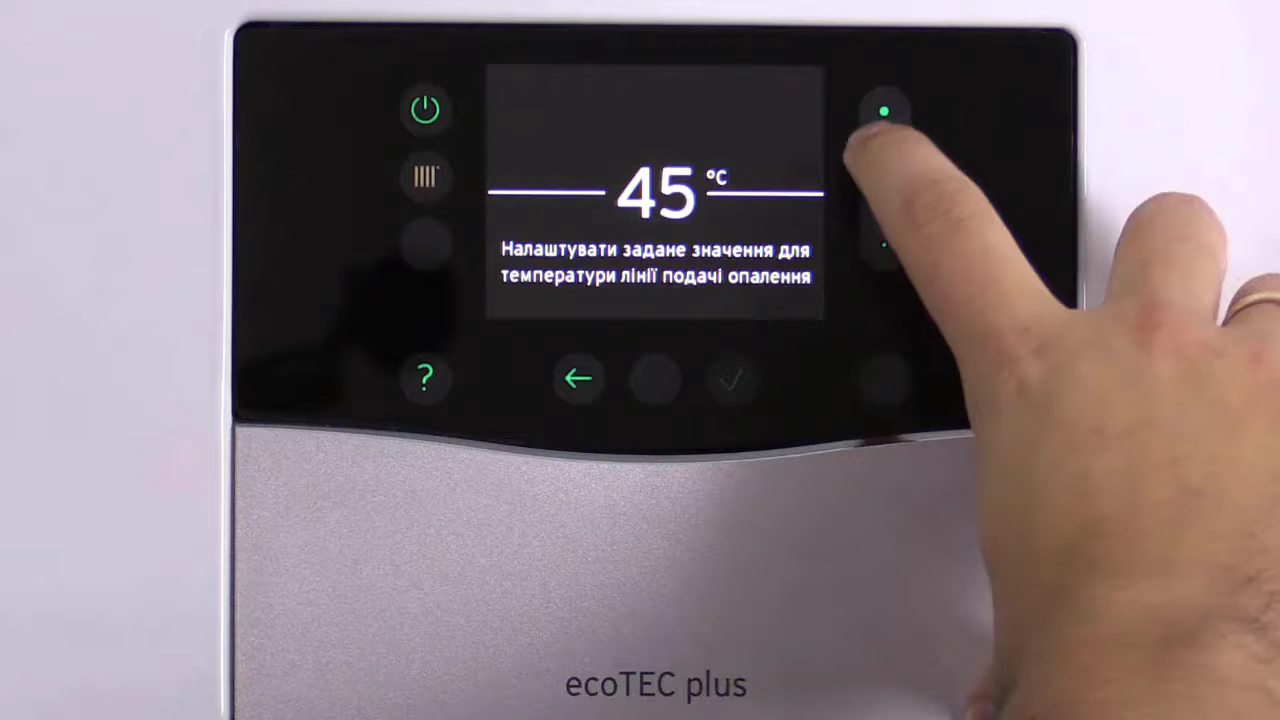 45 °C
Налаштувати задане значення для
температури лінії подачі опалення
?
ecoTEC plus